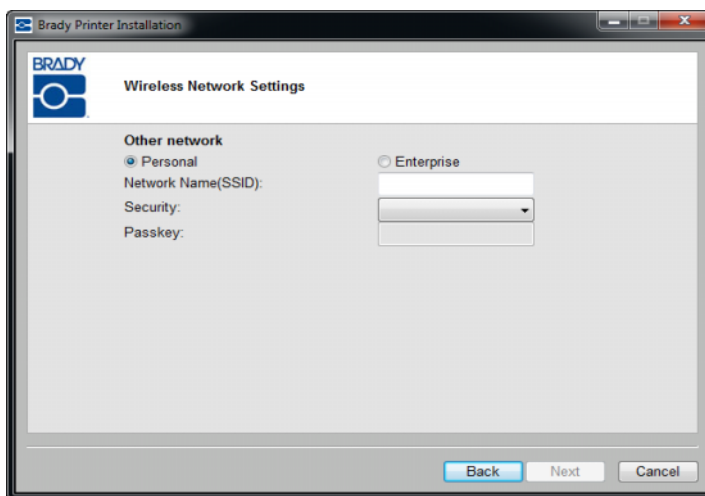 Brady Printer Installation
BRADY
Wireless Network Settings
Other network
Personal Enterprise
Network Name(SSID):
Security:
Passkey:
Back Next Cancel